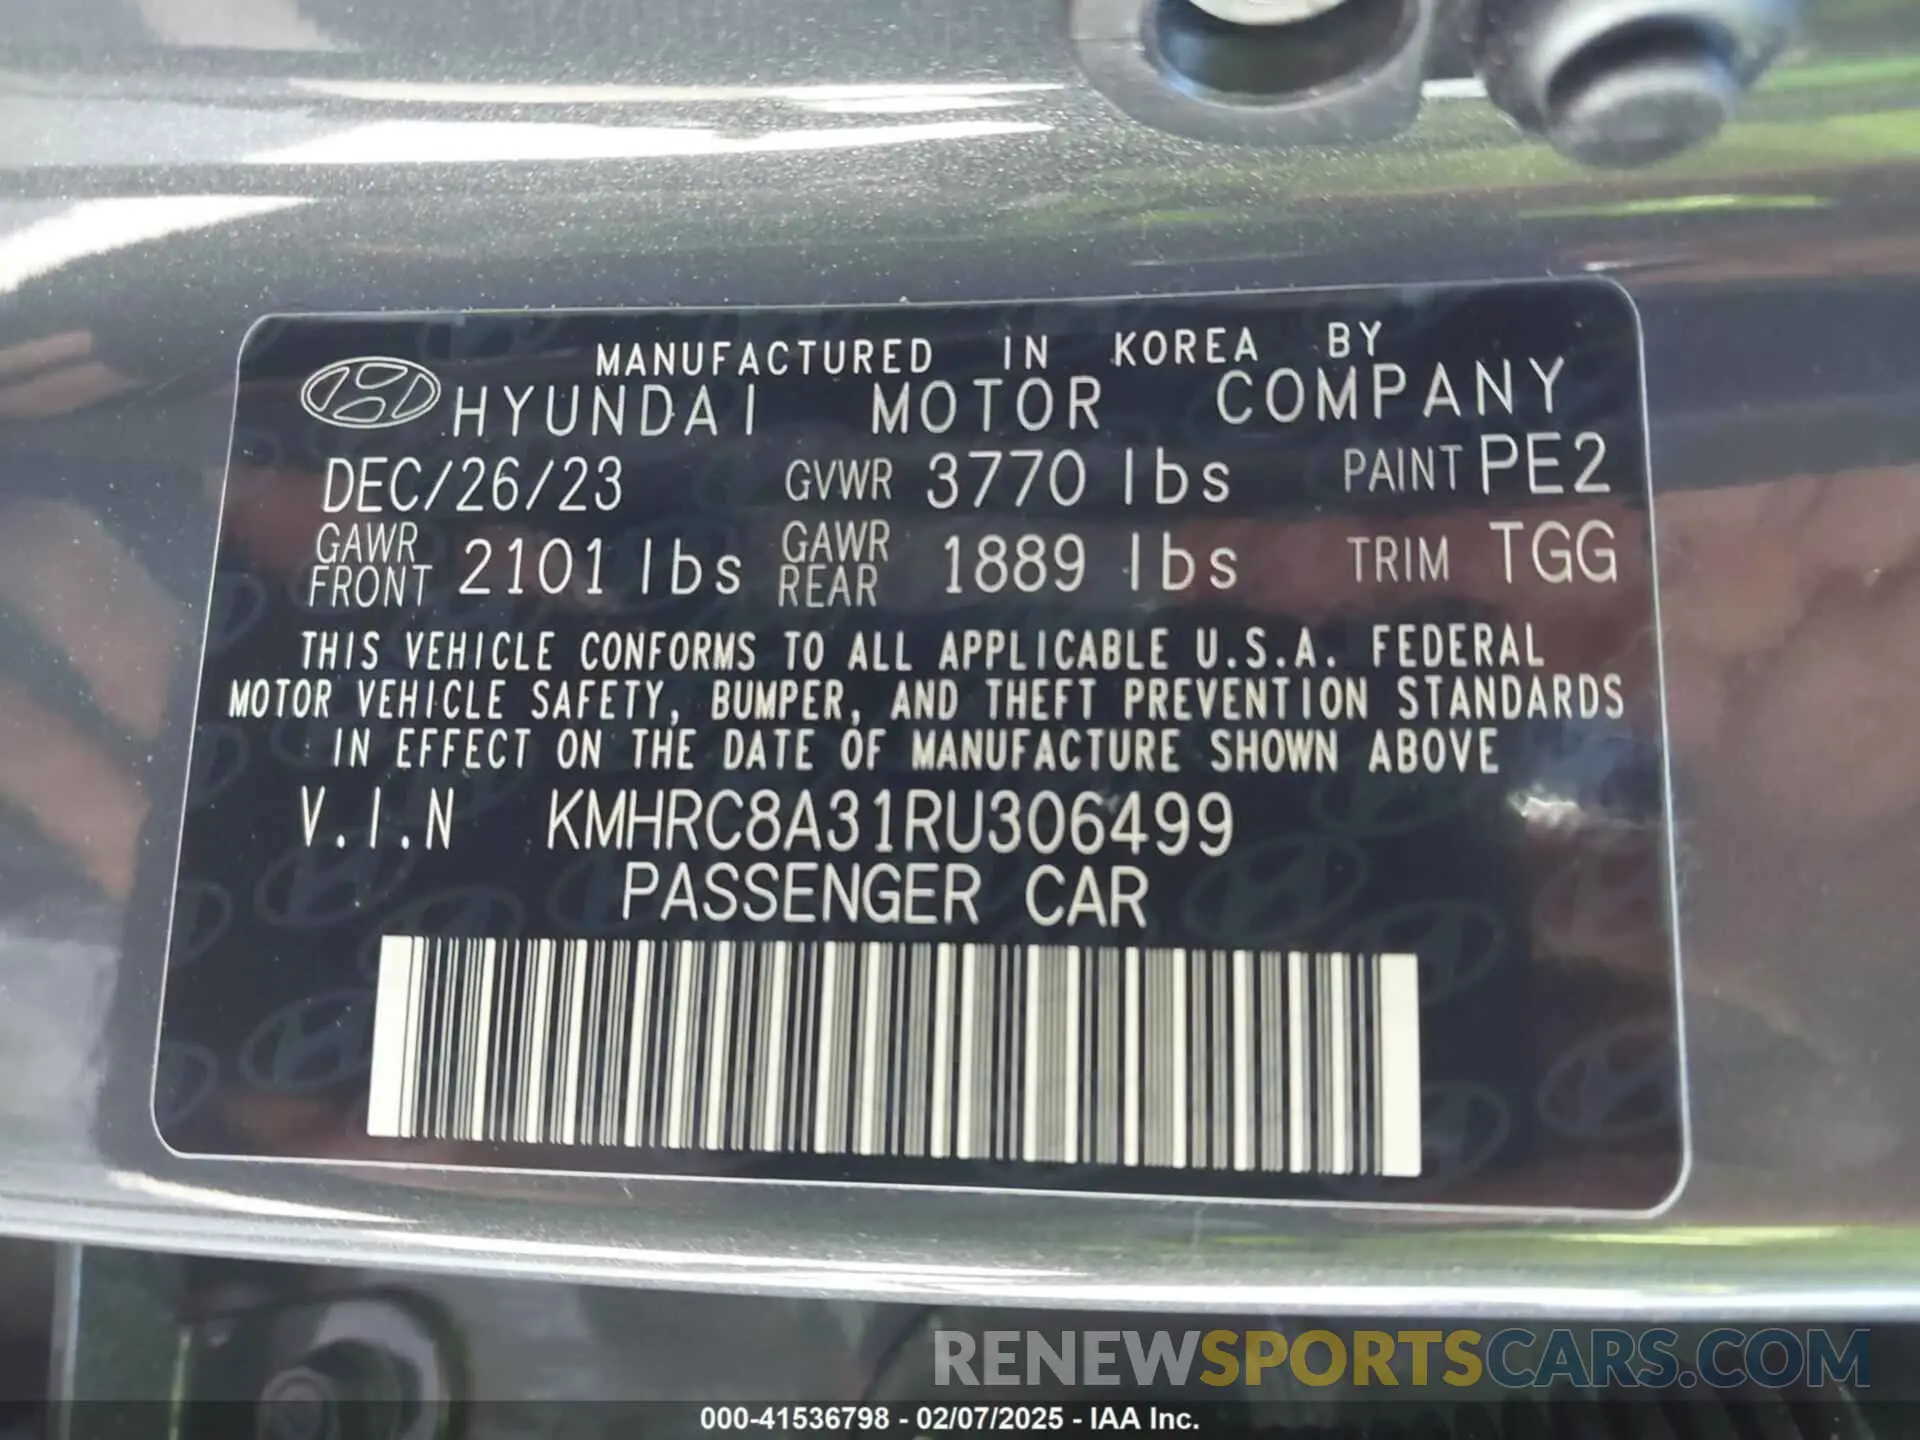 MANUFACTURED IN KOREA BY
HYUNDAI MOTOR COMPANY
DEC/26/23 GVWR 3770 lbs PAINT PE2
GAWR FRONT 2101 lbs GAWR REAR 1889 lbs TRIM TGG
THIS VEHICLE CONFORMS TO ALL APPLICABLE U.S.A. FEDERAL
MOTOR VEHICLE SAFETY, BUMPER, AND THEFT PREVENTION STANDARDS
IN EFFECT ON THE DATE OF MANUFACTURE SHOWN ABOVE
V.I.N KMHRC8A31RU306499
PASSENGER CAR
RENEWSPORTSCARS.COM
000-41536798 - 02/07/2025 - IAA Inc.